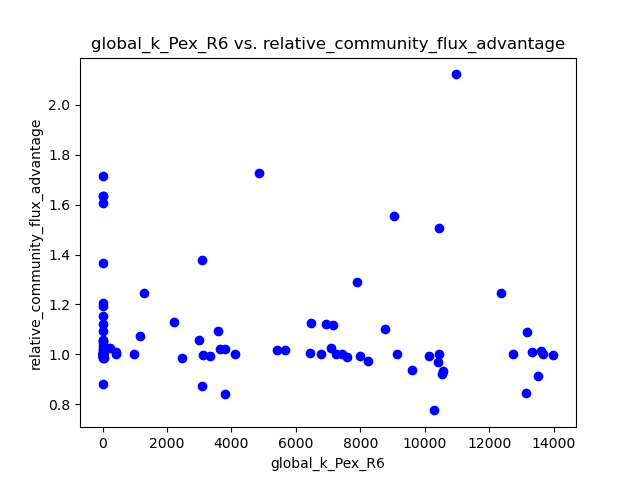 global_k_Pex_R6 vs. relative_community_flux_advantage
relative_community_flux_advantage
2.0
1.8
1.6
1.4
1.2
1.0
0.8
0 2000 4000 6000 8000 10000 12000 14000
global_k_Pex_R6